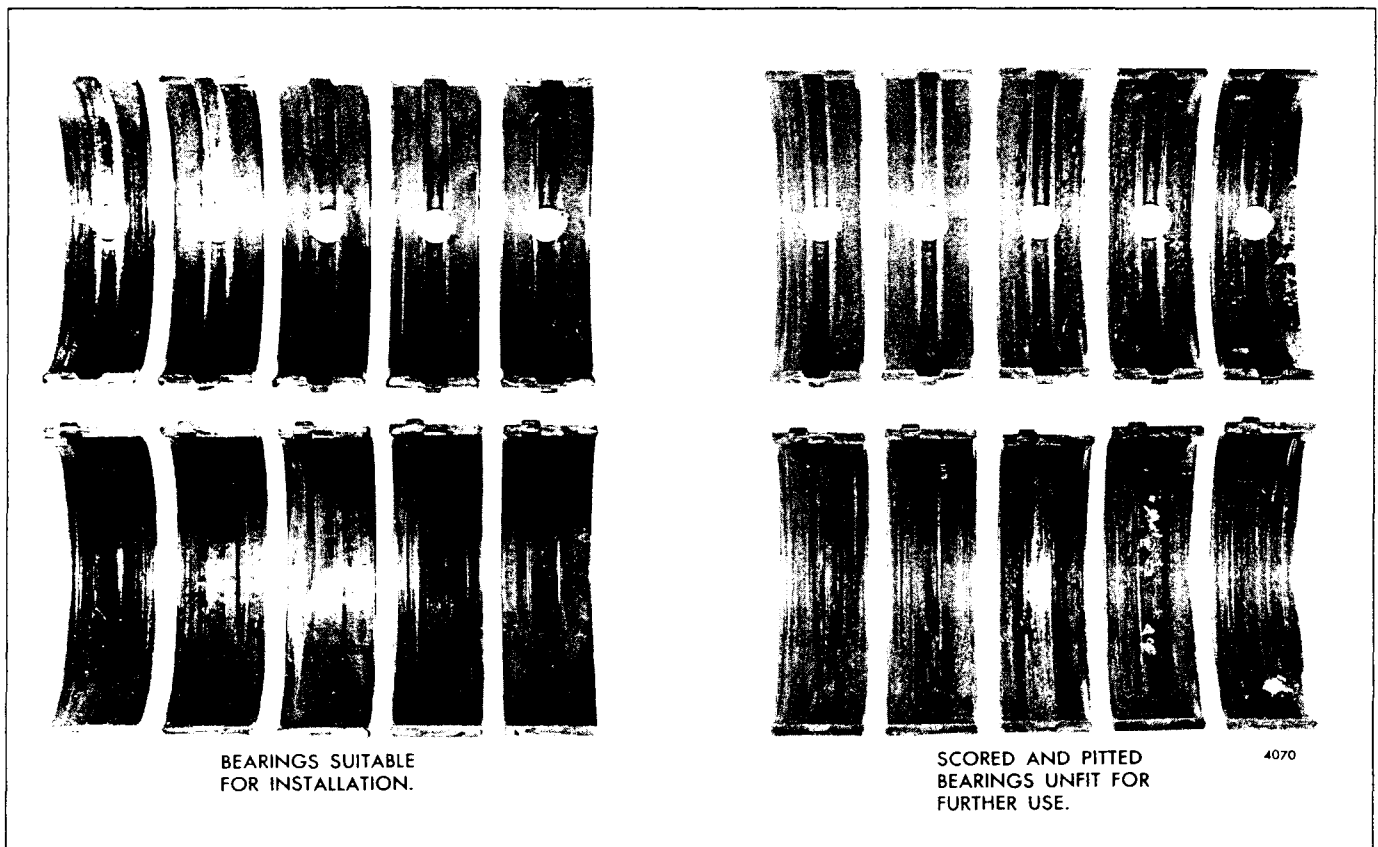 BEARINGS SUITABLE
FOR INSTALLATION.
SCORED AND PITTED
BEARINGS UNFIT FOR
FURTHER USE.
4070